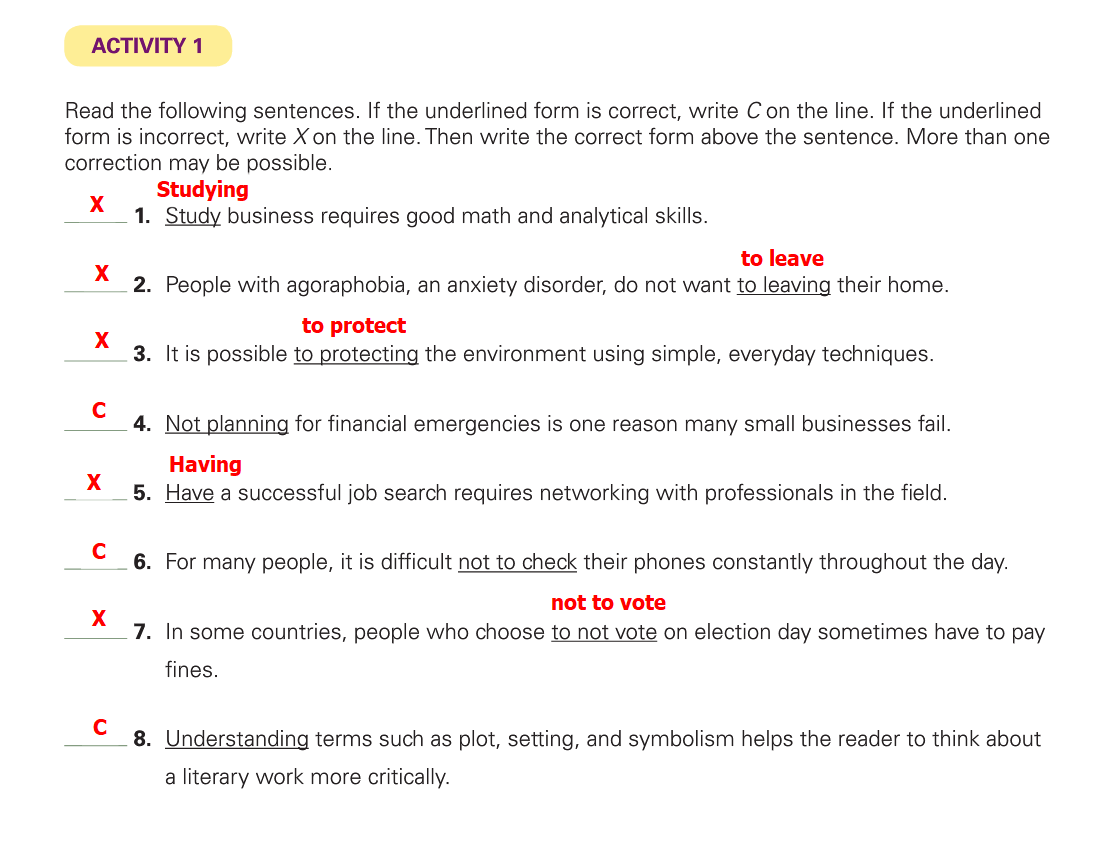 ACTIVITY 1
Read the following sentences. If the underlined form is correct, write C on the line. If the underlined
form is incorrect, write X on the line. Then write the correct form above the sentence. More than one
correction may be possible.
Studying
X 1. Study business requires good math and analytical skills.
to leave
X 2. People with agoraphobia, an anxiety disorder, do not want to leaving their home.
to protect
X 3. It is possible to protecting the environment using simple, everyday techniques.
C 4. Not planning for financial emergencies is one reason many small businesses fail.
Having
X 5. Have a successful job search requires networking with professionals in the field.
C 6. For many people, it is difficult not to check their phones constantly throughout the day.
not to vote
X 7. In some countries, people who choose to not vote on election day sometimes have to pay
fines.
C 8. Understanding terms such as plot, setting, and symbolism helps the reader to think about
a literary work more critically.